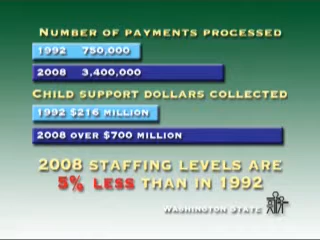 Number of payments processed
1992 750,000
2008 3,400,000
Child support dollars collected
1992 $216 million
2008 over $700 million
2008 staffing levels are
5% less than in 1992
Washington State